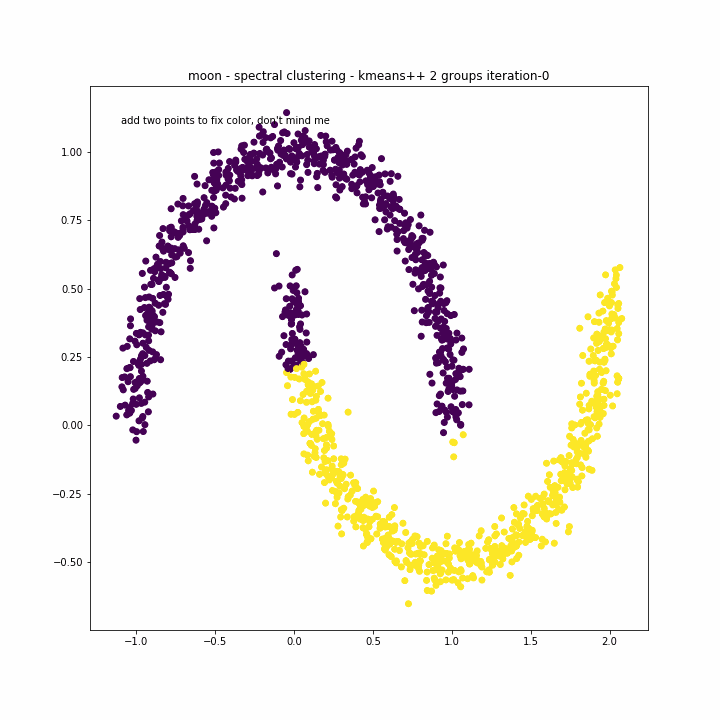 moon - spectral clustering - kmeans++ 2 groups iteration-0
add two points to fix color, don't mind me
1.00
0.75
0.50
0.25
0.00
−0.25
−0.50
−1.0 −0.5 0.0 0.5 1.0 1.5 2.0